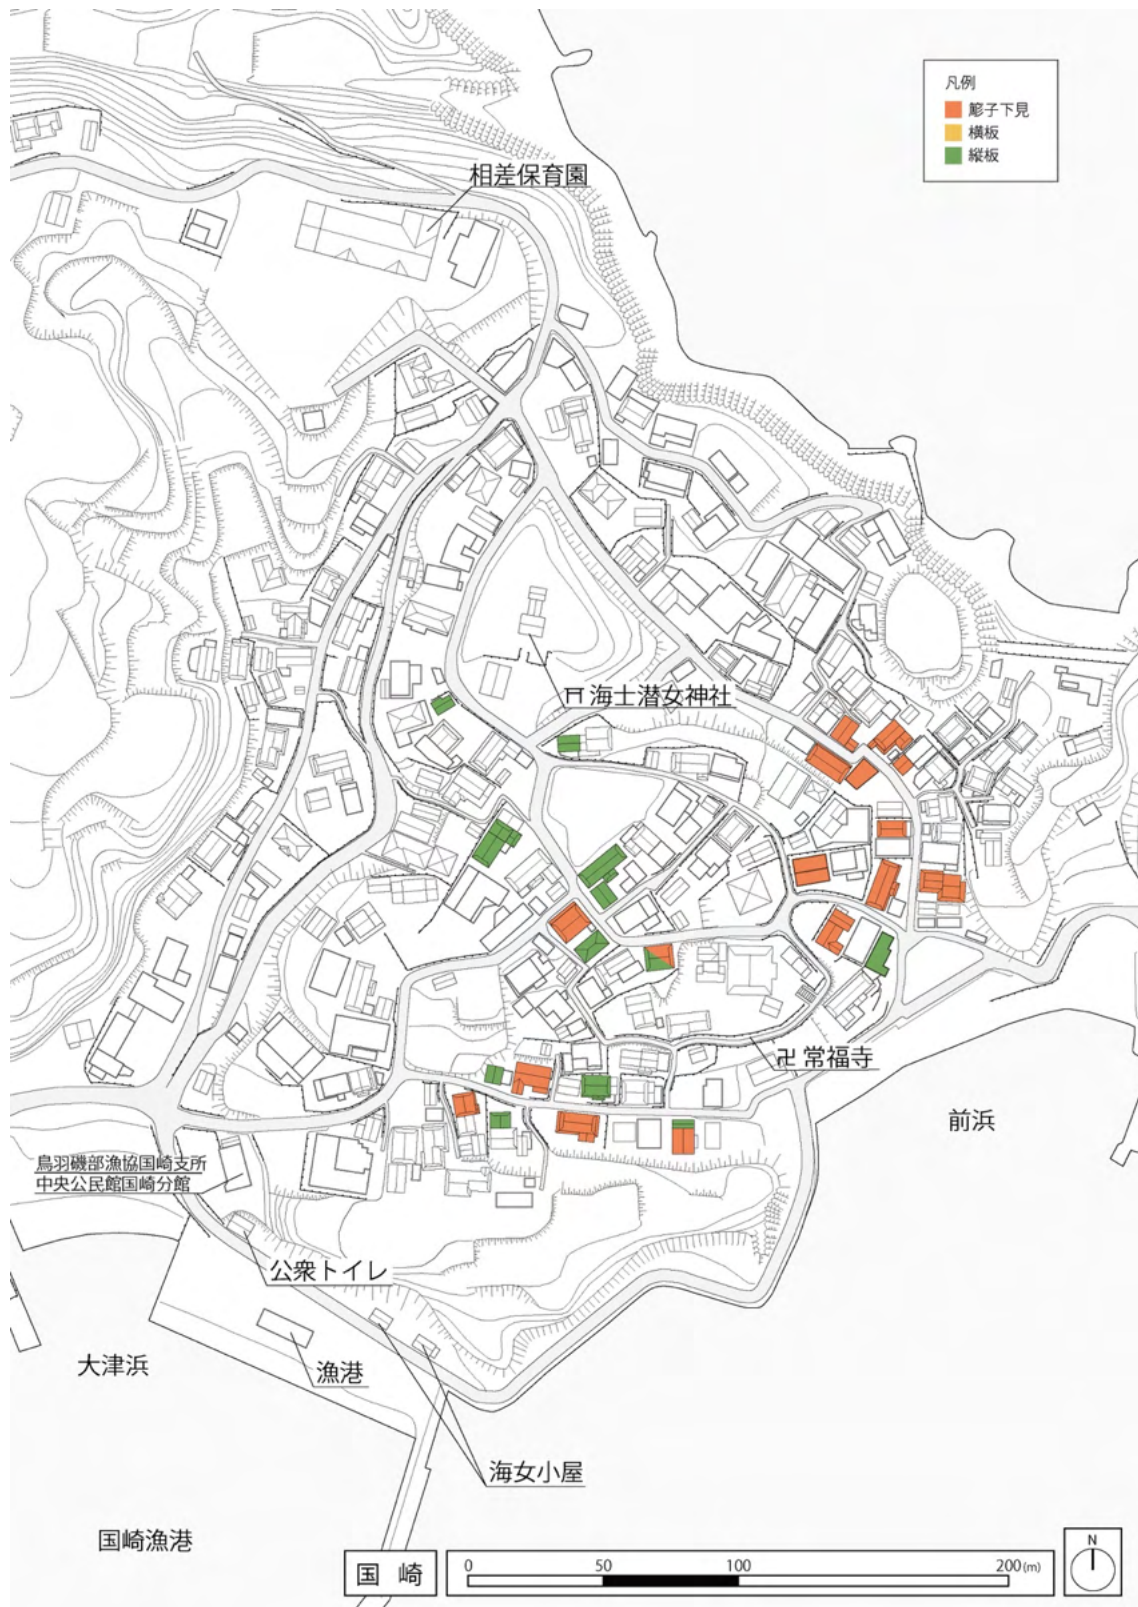 凡例
簓子下見
横板
縦板
相差保育園
海士潜女神社
卍 常福寺
前浜
鳥羽磯部漁協国崎支所
中央公民館国崎分館
公衆トイレ
大津浜
漁港
海女小屋
国崎漁港
国 崎
0 50 100 200(m)
N